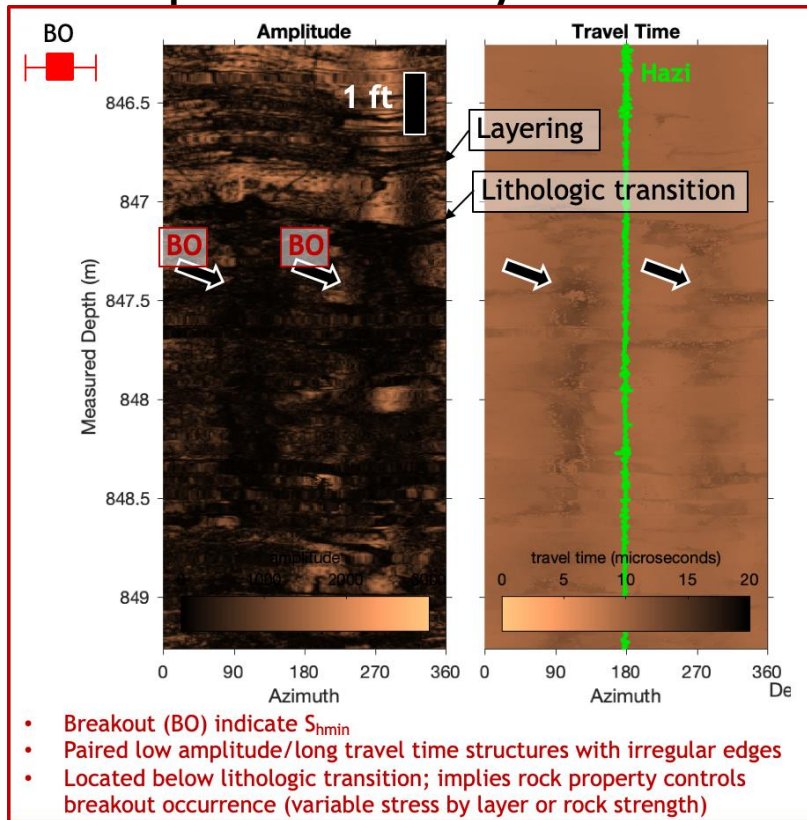 BO
Amplitude
Travel Time
846.5
847
847.5
848
848.5
849
Measured Depth (m)
1 ft
Hazi
Layering
Lithologic transition
BO
BO
amplitude
0 1000 2000 3000
travel time (microseconds)
0 5 10 15 20
0 90 180 270 360
Azimuth
0 90 180 270 360
Azimuth
De
• Breakout (BO) indicate Shmin
• Paired low amplitude/long travel time structures with irregular edges
• Located below lithologic transition; implies rock property controls
breakout occurrence (variable stress by layer or rock strength)